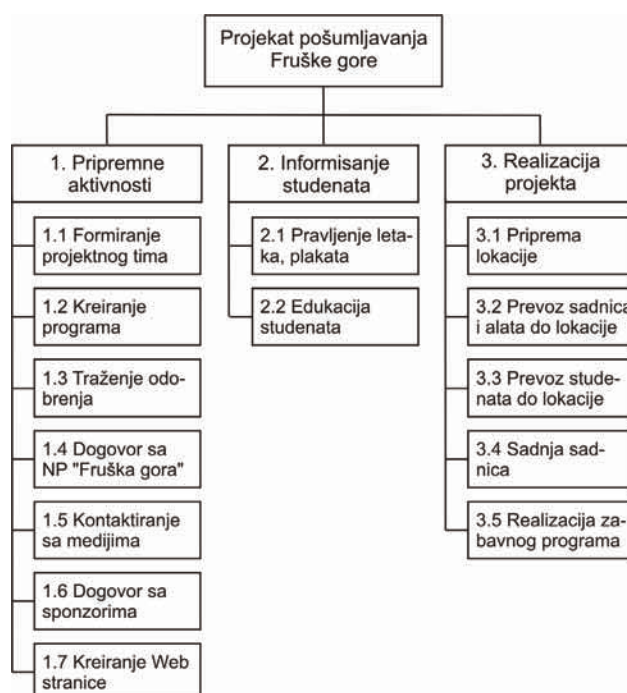 Projekat pošumljavanja
Fruške gore
1. Pripremne
aktivnosti
1.1 Formiranje
projektnog tima
1.2 Kreiranje
programa
1.3 Traženje odo-
brenja
1.4 Dogovor sa
NP "Fruška gora"
1.5 Kontaktiranje
sa medijima
1.6 Dogovor sa
sponzorima
1.7 Kreiranje Web
stranice
2. Informisanje
studenata
2.1 Pravljenje leta-
ka, plakata
2.2 Edukacija
studenata
3. Realizacija
projekta
3.1 Priprema
lokacije
3.2 Prevoz sadnica
i alata do lokacije
3.3 Prevoz stude-
nata do lokacije
3.4 Sadnja sad-
nica
3.5 Realizacija za-
bavnog programa